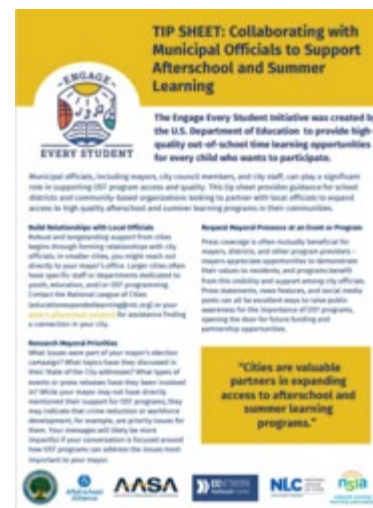 TIP SHEET: Collaborating with
Municipal Officials to Support
Afterschool and Summer
Learning
ENGAGE
EVERY STUDENT
The Engage Every Student Initiative was created b
the U.S. Department of Education to provide high-
quality out-of-school time learning opportunities
for every child who wants to participate.
Municipal officials, including mayors, city council members, and city staff, can play a significant
role in supporting OST program access and quality. This tip sheet provides guidance for school
districts and community-based organizations looking to partner with local officials to expand
access to high quality afterschool and summer learning programs in their communities.
Build Relationships with Local Officials
Robust and longstanding support from cities
begins through forming relationships with city
officials. In smaller cities, you might reach out
directly to your mayor's office. Larger cities often
have specific staff or departments dedicated to
youth, education, and/or OST programming.
Contact the National League of Cities
or your
for assistance finding
a connection in your city.
Research Mayoral Priorities
What issues were part of your mayor's election
campaign? What topics have they discussed in
their State of the City addresses? What types of
events or press releases have they been involved
in? While your mayor may not have directly
mentioned their support for OST programs, they
may indicate that crime reduction or workforce
development, for example, are priority issues for
them. Your messages will likely be more
impactful if your conversation is focused around
how OST programs can address the issues most
important to your mayor.
Request Mayoral Presence at an Event or Program
Press coverage is often mutually beneficial for
mayors, districts, and other program providers –
mayors appreciate opportunities to demonstrate
their values to residents, and programs benefit
from this visibility and support among city officials.
Press statements, news features, and social media
posts can all be excellent ways to raise public
awareness for the importance of OST programs,
opening the door for future funding and
partnership opportunities.
"Cities are valuable
partners in expanding
access to afterschool and
summer learning
programs."
Afterschool
Alliance
AASA
NLC
nsla